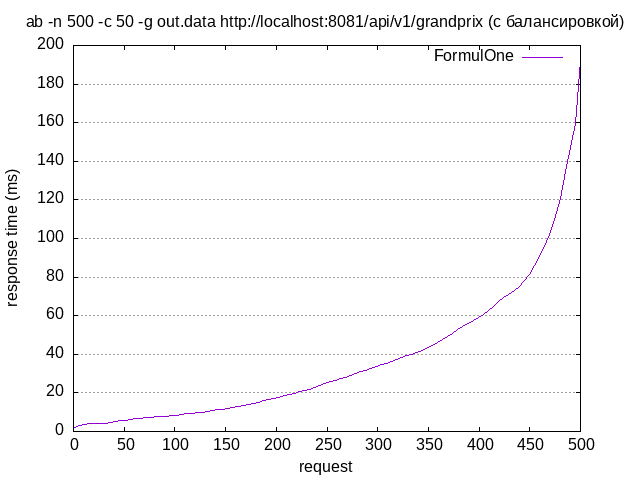 ab -n 500 -c 50 -g out.data http://localhost:8081/api/v1/grandprix (с балансировкой)
200
FormulOne
180
160
140
120
100
80
60
40
20
0
response time (ms)
0 50 100 150 200 250 300 350 400 450 500
request